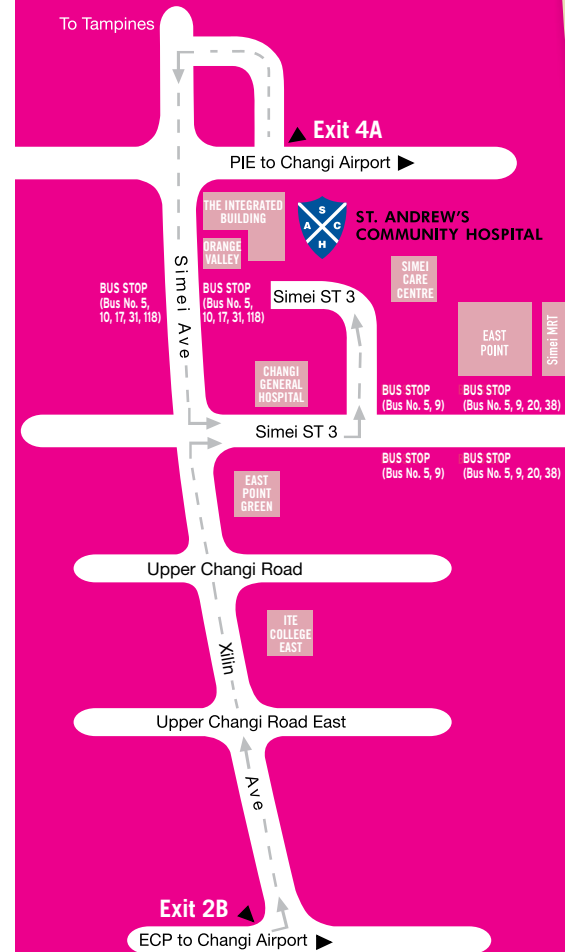 To Tampines
Exit 4A
PIE to Changi Airport
THE INTEGRATED
BUILDING
S
A C
H
ST. ANDREW'S
COMMUNITY HOSPITAL
ORANGE
VALLEY
SIMEI
CARE
CENTRE
Simei Ave
BUS STOP
(Bus No. 5,
10, 17, 31, 118)
BUS STOP
(Bus No. 5,
10, 17, 31, 118)
Simei ST 3
EAST
POINT
Simei MRT
CHANGI
GENERAL
HOSPITAL
BUS STOP
(Bus No. 5, 9)
BUS STOP
(Bus No. 5, 9, 20, 38)
Simei ST 3
BUS STOP
(Bus No. 5, 9)
BUS STOP
(Bus No. 5, 9, 20, 38)
EAST
POINT
GREEN
Upper Changi Road
ITE
COLLEGE
EAST
Xilin
Upper Changi Road East
Ave
Exit 2B
ECP to Changi Airport